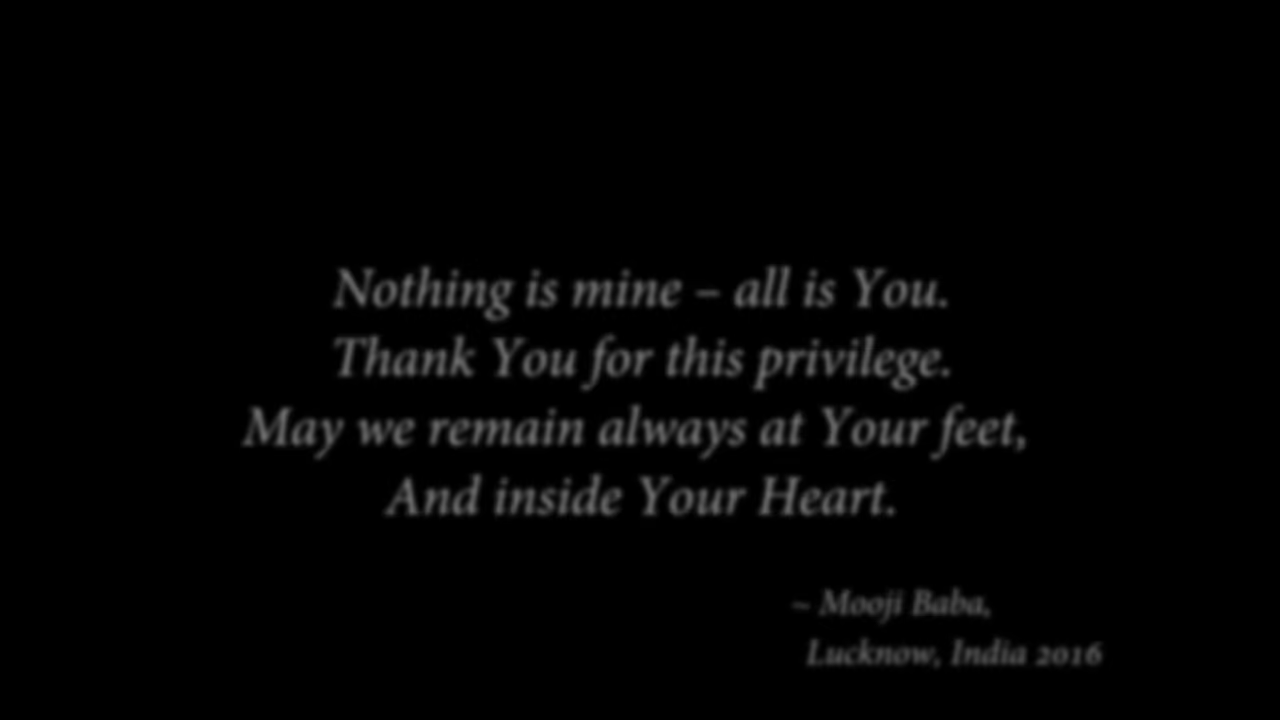 Nothing is mine – all is You.
Thank You for this privilege.
May we remain always at Your feet,
And inside Your Heart.
~ Mooji Baba,
Lucknow, India 2016